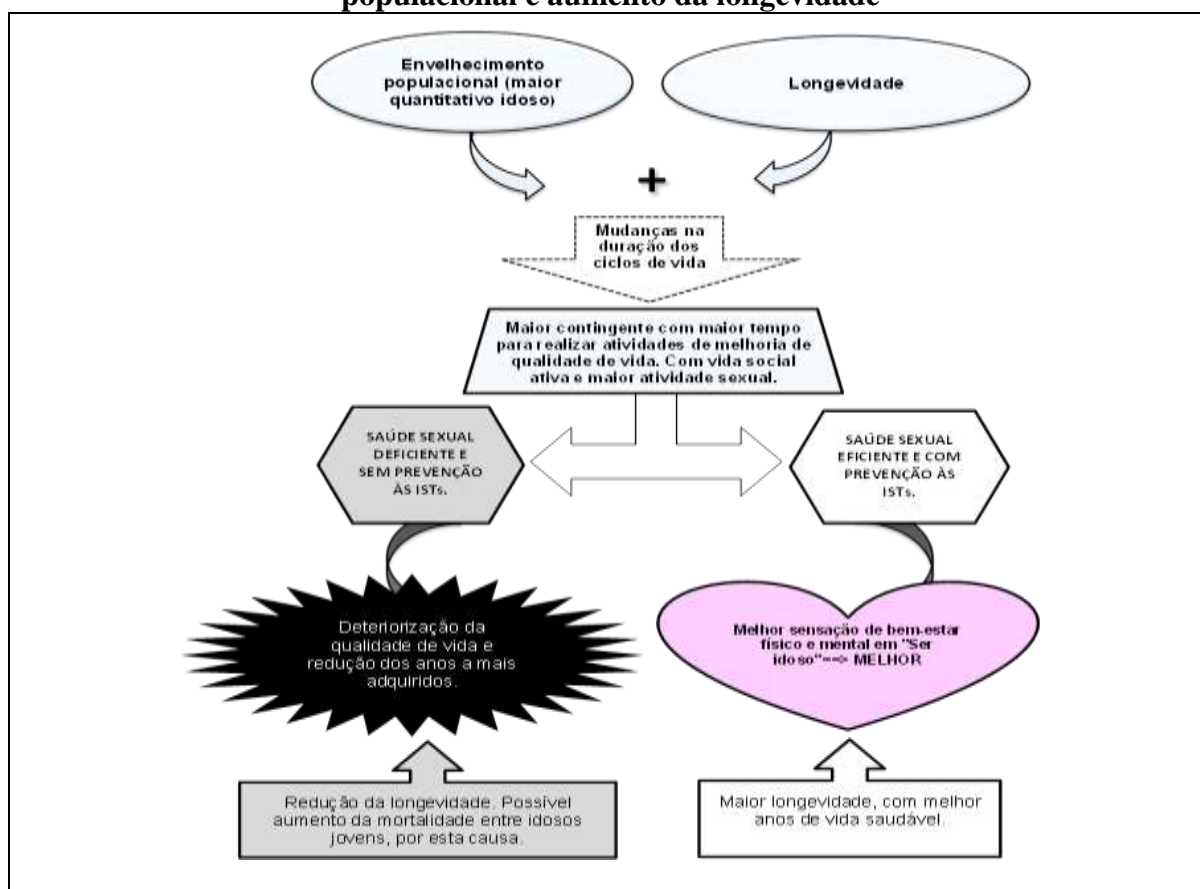 populacional e aumento da longevidade
Envelhecimento
populacional (maior
quantitativo idoso)
Longevidade
+
Mudanças na
duração dos
ciclos de vida
Maior contingente com maior tempo
para realizar atividades de melhoria de
qualidade de vida. Com vida social
ativa e maior atividade sexual.
SAÚDE SEXUAL
DEFICIENTE E
SEM PREVENÇÃO
ÀS ISTs.
SAÚDE SEXUAL
EFICIENTE E COM
PREVENÇÃO ÀS
ISTs.
Deteriorização da
qualidade de vida e
redução dos anos a mais
adquiridos.
Melhor sensação de bem-estar
físico e mental em "Ser
idoso"==> MELHOR
Redução da longevidade. Possível
aumento da mortalidade entre idosos
jovens, por esta causa.
Maior longevidade, com melhor
anos de vida saudável.